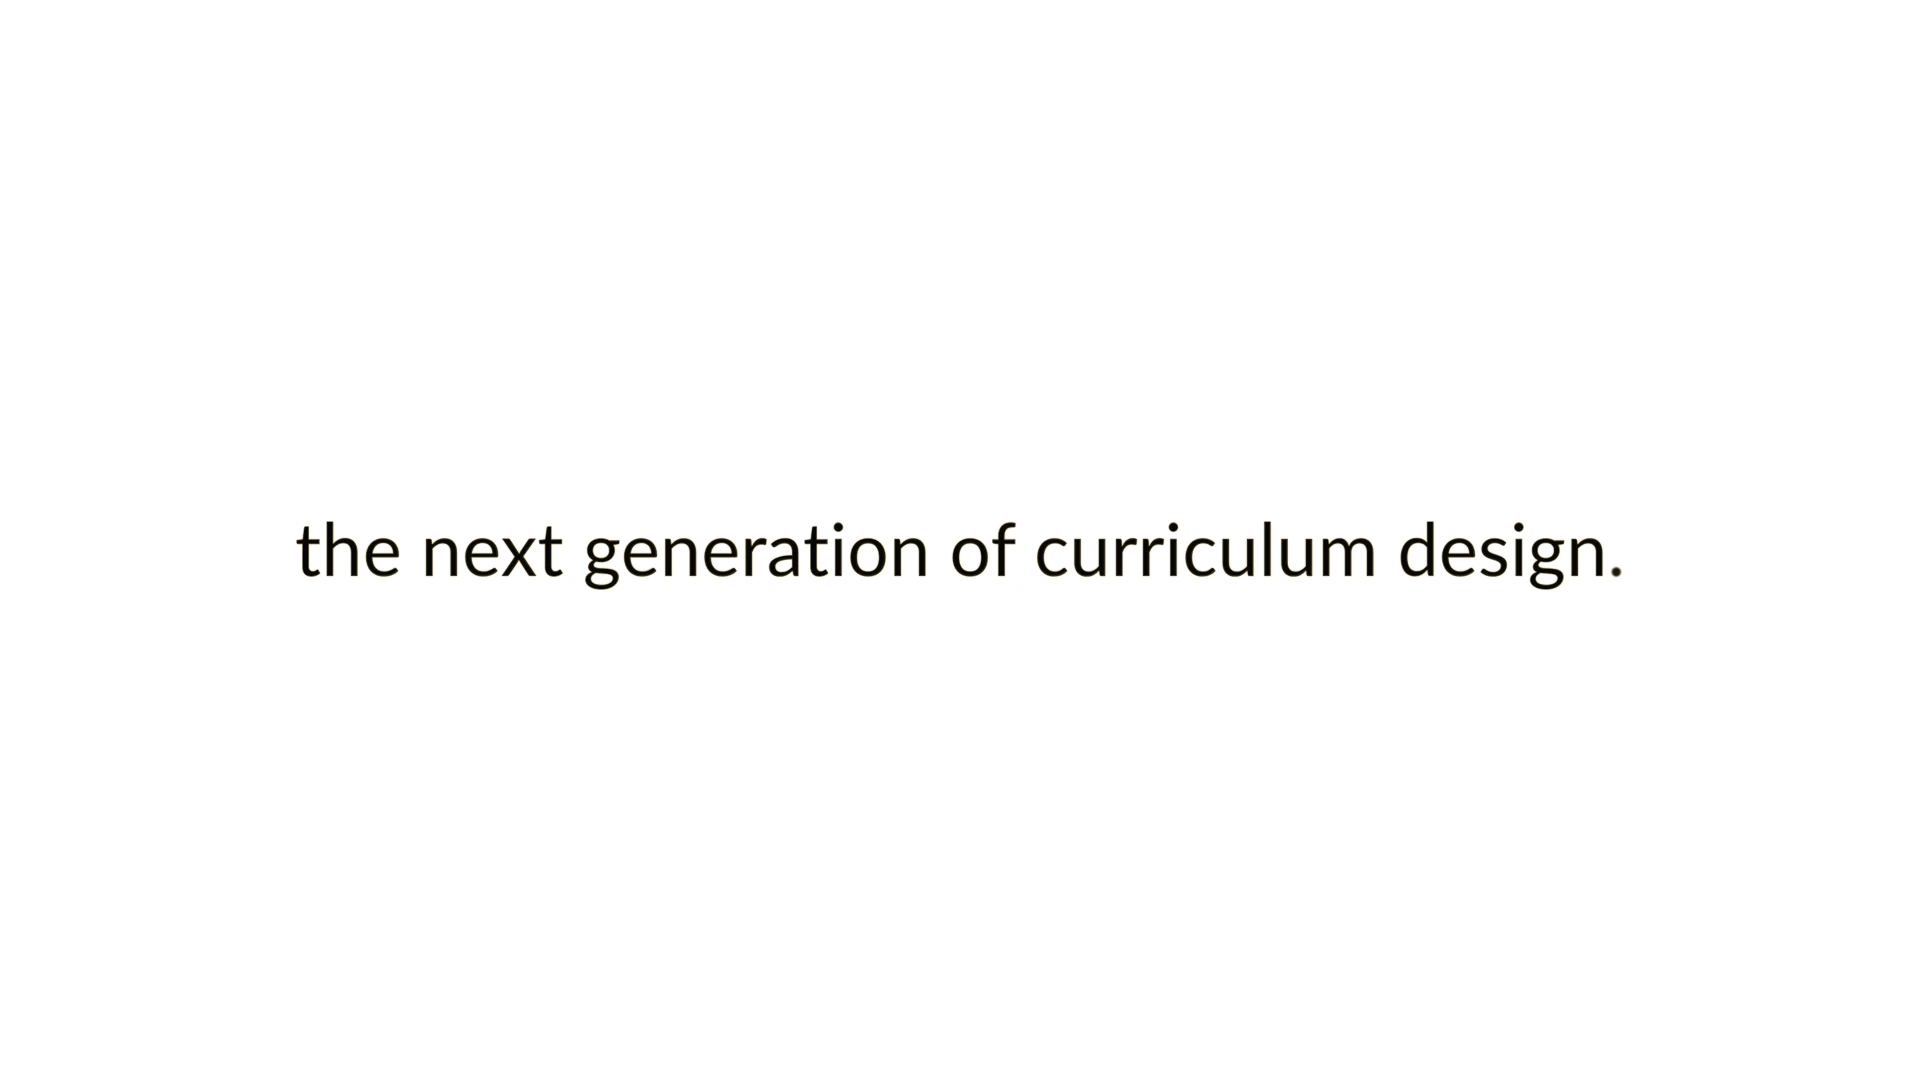 the next generation of curriculum design.